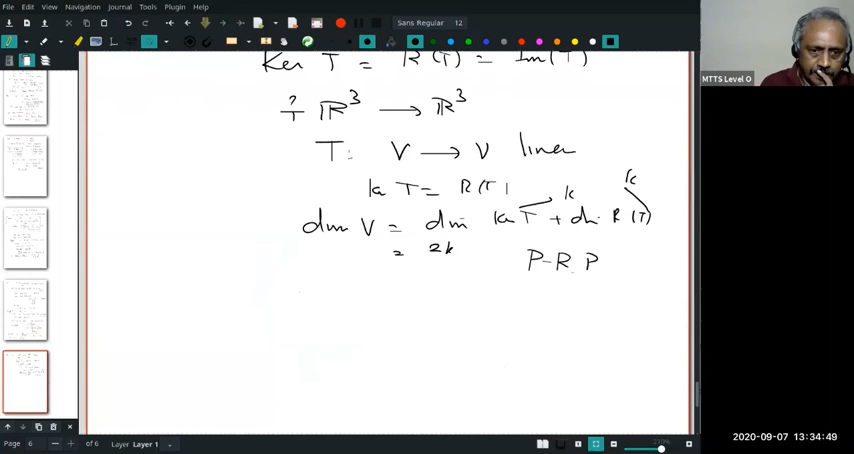 File Edit View Navigation Journal Tools Plugin Help
Sans Regular 12
Ker T = R(T) = Im(T)
? T ℝ³ → ℝ³
T: V → V linear
ker T = R(T)
k k
dim V = dim ker T + dim R(T)
= 2k
P-R P
MTTS Level O
2020-09-07 13:34:49
Page 6 of 6 Layer Layer 1 210%